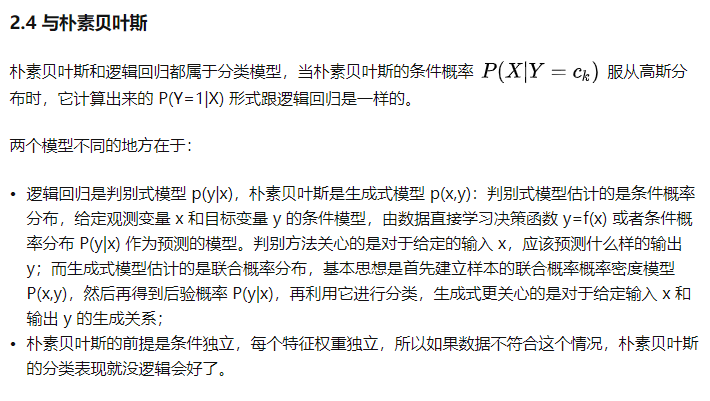 2.4 与朴素贝叶斯
朴素贝叶斯和逻辑回归都属于分类模型，当朴素贝叶斯的条件概率 P(X|Y = c_k) 服从高斯分
布时，它计算出来的 P(Y=1|X) 形式跟逻辑回归是一样的。
两个模型不同的地方在于：
• 逻辑回归是判别式模型 p(y|x)，朴素贝叶斯是生成式模型 p(x,y)：判别式模型估计的是条件概率
分布，给定观测变量 x 和目标变量 y 的条件模型，由数据直接学习决策函数 y=f(x) 或者条件概
率分布 P(y|x) 作为预测的模型。判别方法关心的是对于给定的输入 x，应该预测什么样的输出
y；而生成式模型估计的是联合概率分布，基本思想是首先建立样本的联合概率概率密度模型
P(x,y)，然后再得到后验概率 P(y|x)，再利用它进行分类，生成式更关心的是对于给定输入 x 和
输出 y 的生成关系；
• 朴素贝叶斯的前提是条件独立，每个特征权重独立，所以如果数据不符合这个情况，朴素贝叶斯
的分类表现就没逻辑会好了。